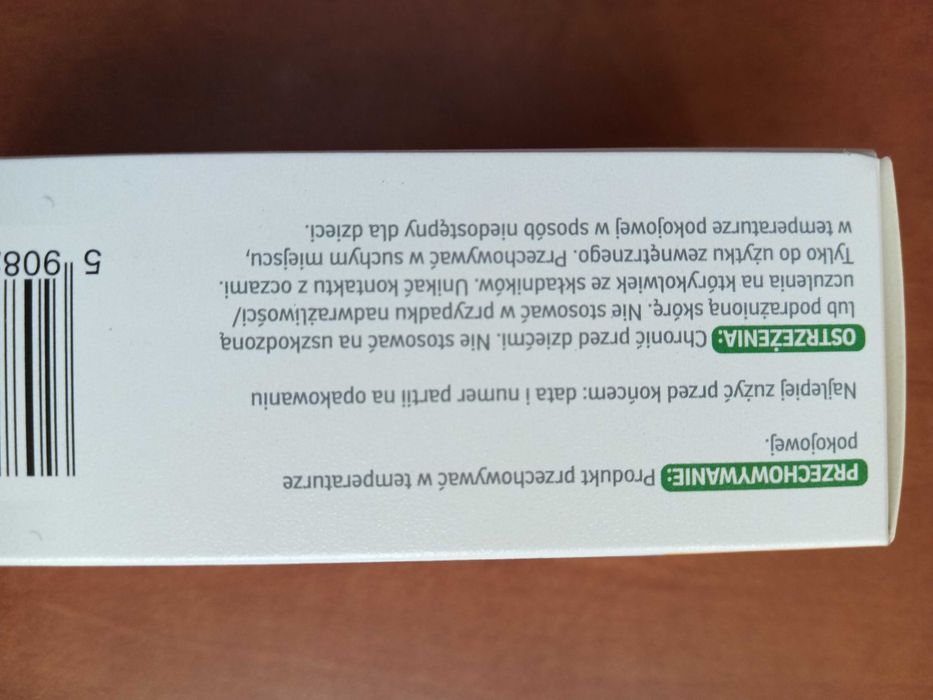 PRZECHOWYWANIE: Produkt przechowywać w temperaturze
pokojowej.
Najlepiej zużyć przed końcem: data i numer partii na opakowaniu
OSTRZEŻENIA: Chronić przed dziećmi. Nie stosować na uszkodzoną
lub podrażnioną skórę. Nie stosować w przypadku nadwrażliwości/
uczulenia na którykolwiek ze składników. Unikać kontaktu z oczami.
Tylko do użytku zewnętrznego. Przechowywać w suchym miejscu,
w temperaturze pokojowej w sposób niedostępny dla dzieci.
5 908